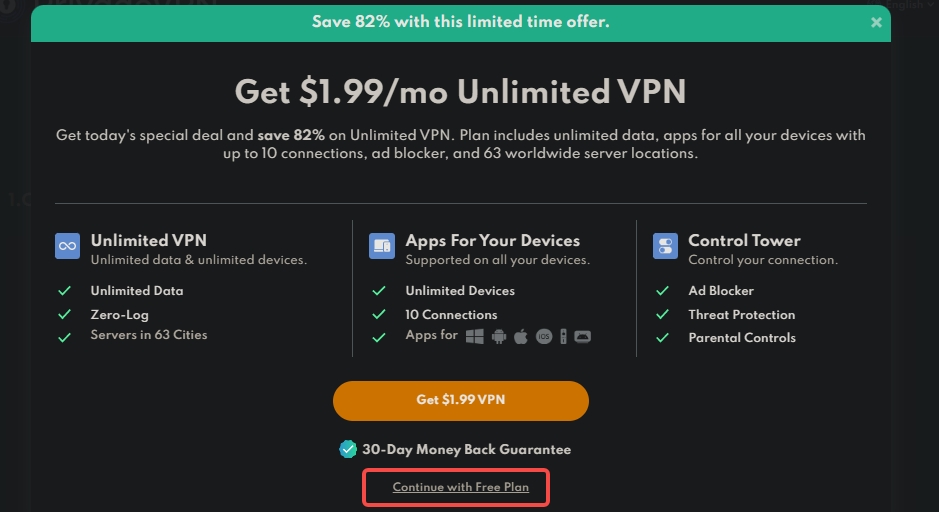 English
Save 82% with this limited time offer.
Get $1.99/mo Unlimited VPN
Get today's special deal and save 82% on Unlimited VPN. Plan includes unlimited data, apps for all your devices with
up to 10 connections, ad blocker, and 63 worldwide server locations.
Unlimited VPN
Unlimited data & unlimited devices.
Unlimited Data
Zero-Log
Servers in 63 Cities
Apps For Your Devices
Supported on all your devices.
Unlimited Devices
10 Connections
Apps for
iOS
Control Tower
Control your connection.
Ad Blocker
Threat Protection
Parental Controls
Get $1.99 VPN
30-Day Money Back Guarantee
Continue with Free Plan